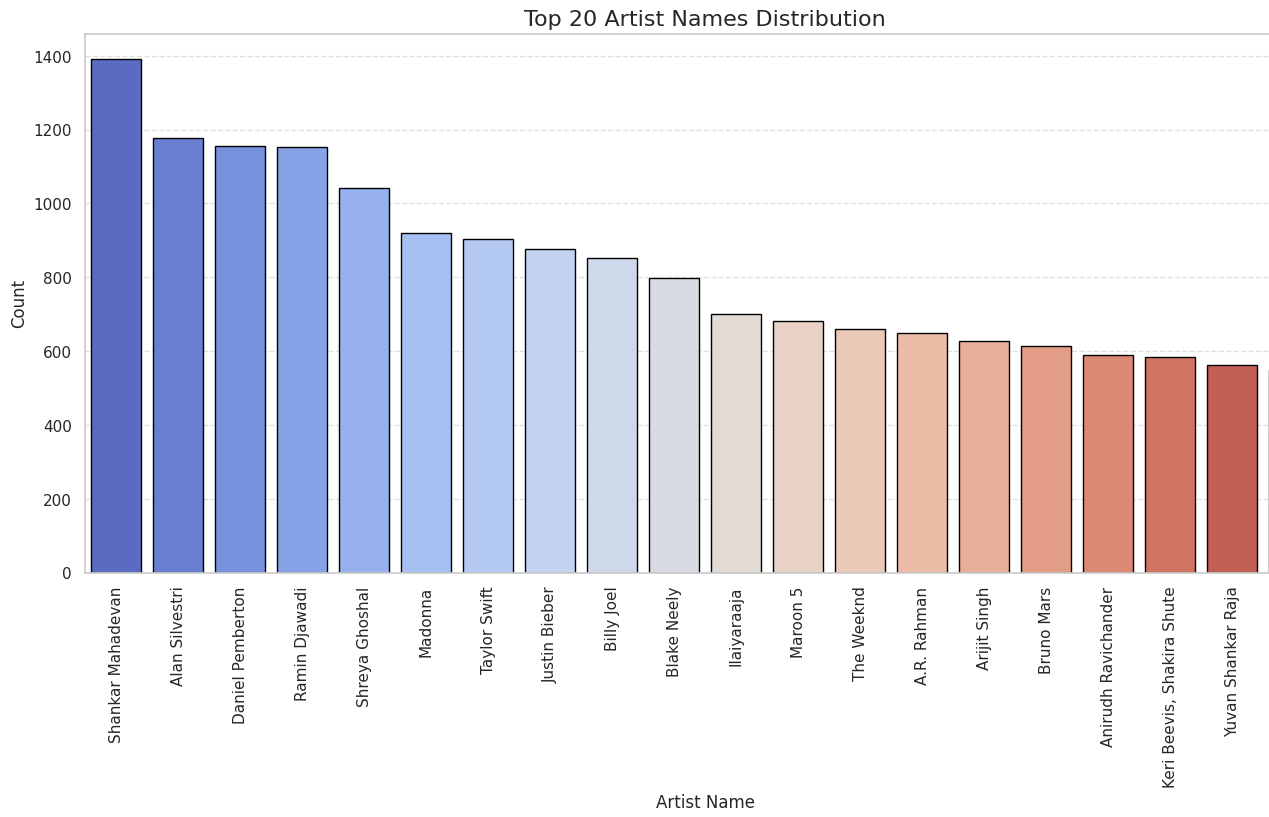 Top 20 Artist Names Distribution
Count
1400
1200
1000
800
600
400
200
0
Shankar Mahadevan
Alan Silvestri
Daniel Pemberton
Ramin Djawadi
Shreya Ghoshal
Madonna
Taylor Swift
Justin Bieber
Billy Joel
Blake Neely
Ilaiyaraaja
Maroon 5
The Weeknd
A.R. Rahman
Arijit Singh
Bruno Mars
Anirudh Ravichander
Keri Beevis, Shakira Shute
Yuvan Shankar Raja
Artist Name